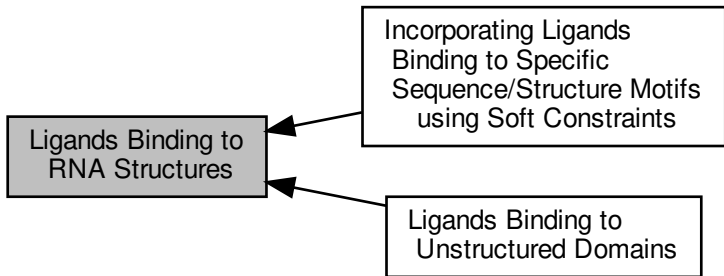 Incorporating Ligands
Binding to Specific
Sequence/Structure Motifs
using Soft Constraints
Ligands Binding to
RNA Structures
Ligands Binding to
Unstructured Domains